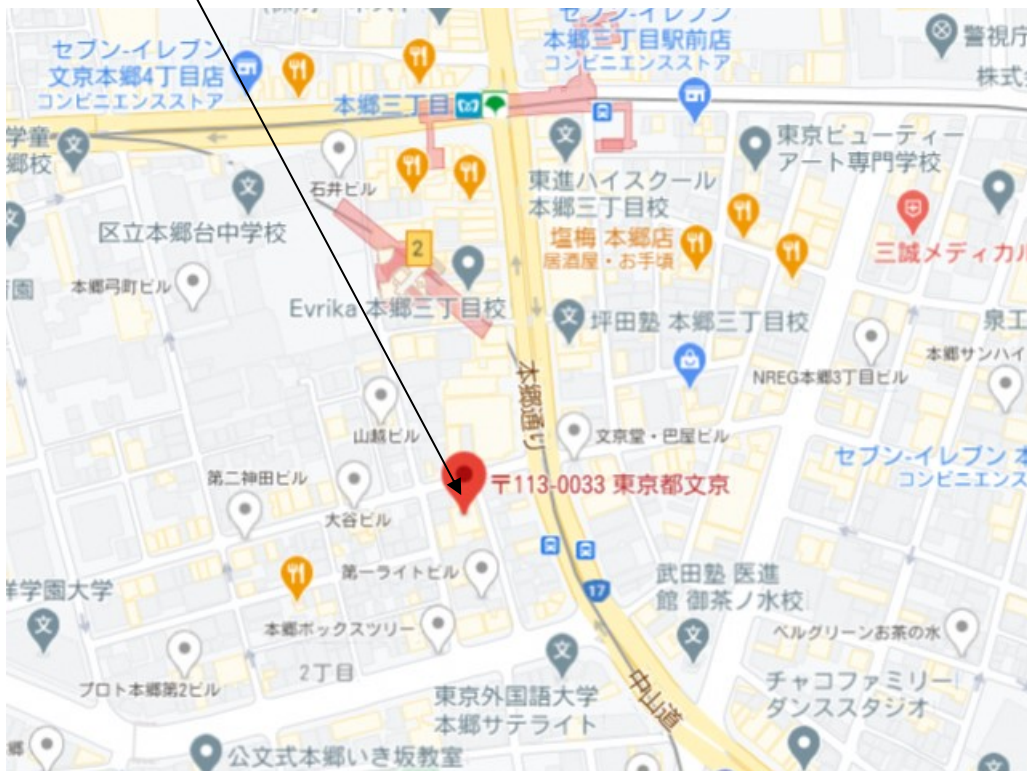 セブン-イレブン
文京本郷4丁目店
コンビニエンスストア
セブン-イレブン
本郷三丁目駅前店
コンビニエンスストア
警視庁
株式
本郷三丁目
学童
郷校
石井ビル
東京ビューティー
アート専門学校
東進ハイスクール
本郷三丁目校
区立本郷台中学校
塩梅 本郷店
居酒屋・お手頃
三誠メディカル
2
園
本郷弓町ビル
Evrika 本郷三丁目校
坪田塾 本郷三丁目校
泉工
本郷サンハイ
NREG本郷3丁目ビル
本郷通り
山越ビル
文京堂・巴屋ビル
セブン-イレブン 本
コンビニエンス
第二神田ビル
〒113-0033 東京都文京
大谷ビル
第一ライトビル
17
武田塾 医進
館 御茶ノ水校
学園大学
本郷ボックスツリー
ベルグリーンお茶の水
2丁目
プロト本郷第2ビル
東京外国語大学
本郷サテライト
中山道
チャコファミリー
ダンススタジオ
郷
公文式本郷いき坂教室